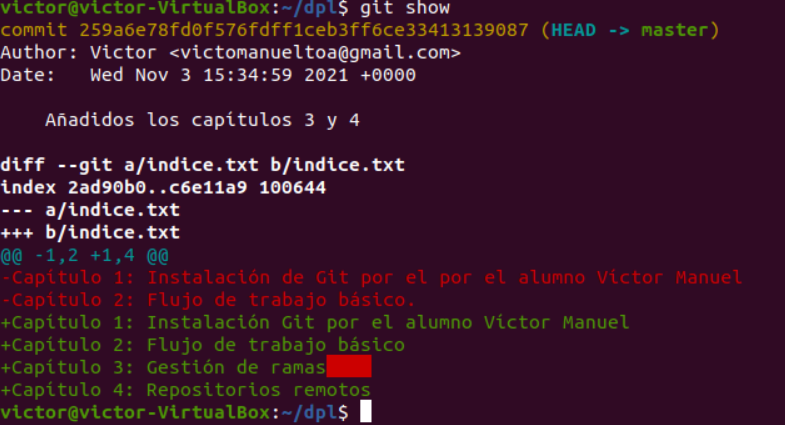 victor@victor-VirtualBox:~/dpl$ git show
commit 259a6e78fd0f576fdff1ceb3ff6ce33413139087 (HEAD -> master)
Author: Victor <victomanueltoa@gmail.com>
Date:   Wed Nov 3 15:34:59 2021 +0000
    Añadidos los capítulos 3 y 4
diff --git a/indice.txt b/indice.txt
index 2ad90b0..c6e11a9 100644
--- a/indice.txt
+++ b/indice.txt
@@ -1,2 +1,4 @@
-Capítulo 1: Instalación de Git por el por el alumno Víctor Manuel
-Capítulo 2: Flujo de trabajo básico.
+Capítulo 1: Instalación Git por el alumno Víctor Manuel
+Capítulo 2: Flujo de trabajo básico
+Capítulo 3: Gestión de ramas
+Capítulo 4: Repositorios remotos
victor@victor-VirtualBox:~/dpl$